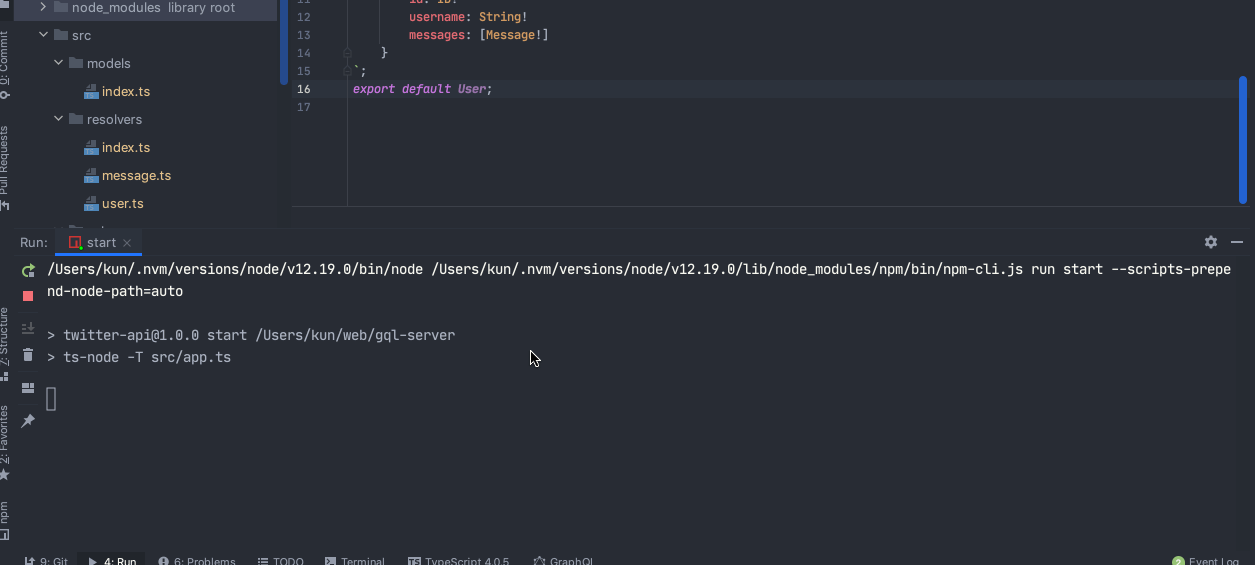 node_modules library root
src
models
index.ts
resolvers
index.ts
message.ts
user.ts
0: Commit
Pull Requests
7: Structure
2: Favorites
npm
11 id: ID!
12 username: String!
13 messages: [Message!]
14 }
15 `;
16 export default User;
17
Run: start
/Users/kun/.nvm/versions/node/v12.19.0/bin/node /Users/kun/.nvm/versions/node/v12.19.0/lib/node_modules/npm/bin/npm-cli.js run start --scripts-prepe
nd-node-path=auto
> twitter-api@1.0.0 start /Users/kun/web/gql-server
> ts-node -T src/app.ts
9: Git 4: Run 6: Problems TODO Terminal TypeScript 4.0.5 GraphQL 2 Event Log